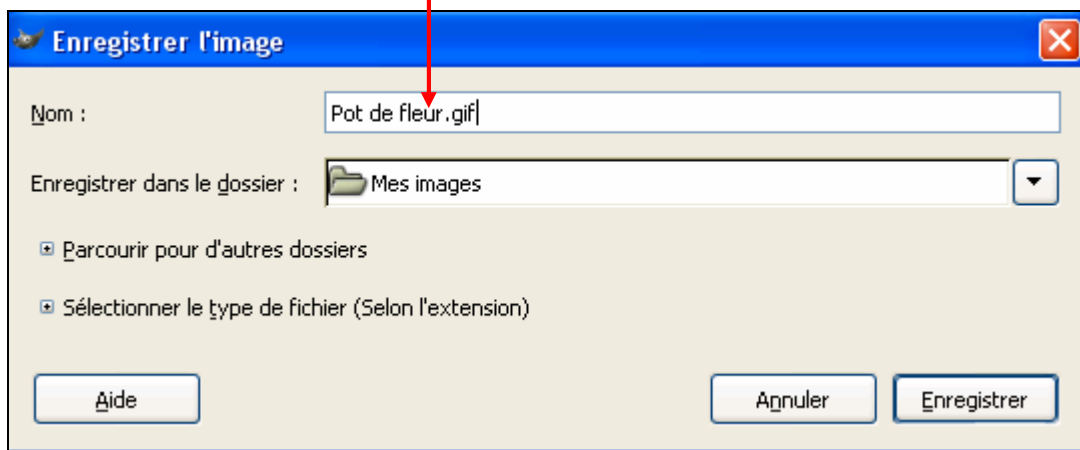 Enregistrer l'image
Nom : Pot de fleur.gif
Enregistrer dans le dossier : Mes images
Parcourir pour d'autres dossiers
Sélectionner le type de fichier (Selon l'extension)
Aide Annuler Enregistrer